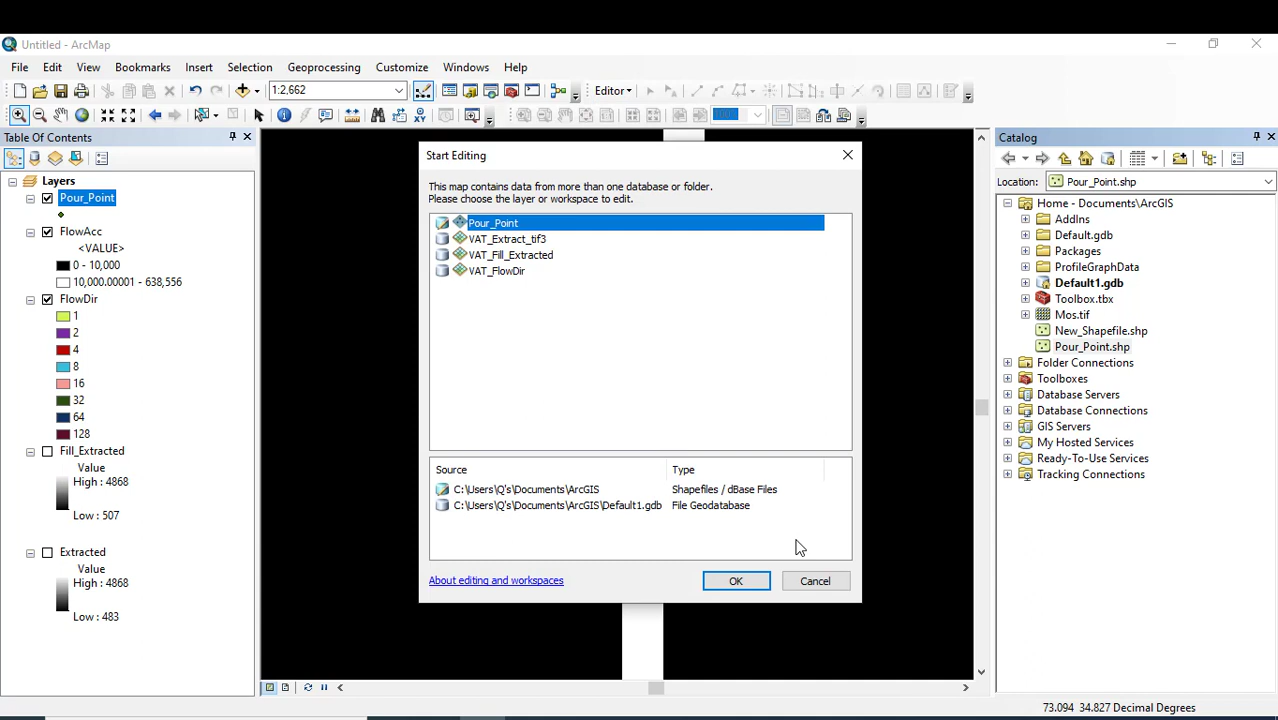 Untitled - ArcMap
File Edit View Bookmarks Insert Selection Geoprocessing Customize Windows Help
1:2,662
Editor
Table Of Contents
Layers
Pour_Point
FlowAcc
<VALUE>
0 - 10,000
10,000.00001 - 638,556
FlowDir
1
2
4
8
16
32
64
128
Fill_Extracted
Value
High : 4868
Low : 507
Extracted
Value
High : 4868
Low : 483
Start Editing
This map contains data from more than one database or folder.
Please choose the layer or workspace to edit.
Pour_Point
VAT_Extract_tif3
VAT_Fill_Extracted
VAT_FlowDir
Source Type
C:\Users\Q's\Documents\ArcGIS Shapefiles / dBase Files
C:\Users\Q's\Documents\ArcGIS\Default1.gdb File Geodatabase
About editing and workspaces
OK Cancel
Catalog
Location: Pour_Point.shp
Home - Documents\ArcGIS
AddIns
Default.gdb
Packages
ProfileGraphData
Default1.gdb
Toolbox.tbx
Mos.tif
New_Shapefile.shp
Pour_Point.shp
Folder Connections
Toolboxes
Database Servers
Database Connections
GIS Servers
My Hosted Services
Ready-To-Use Services
Tracking Connections
73.094 34.827 Decimal Degrees